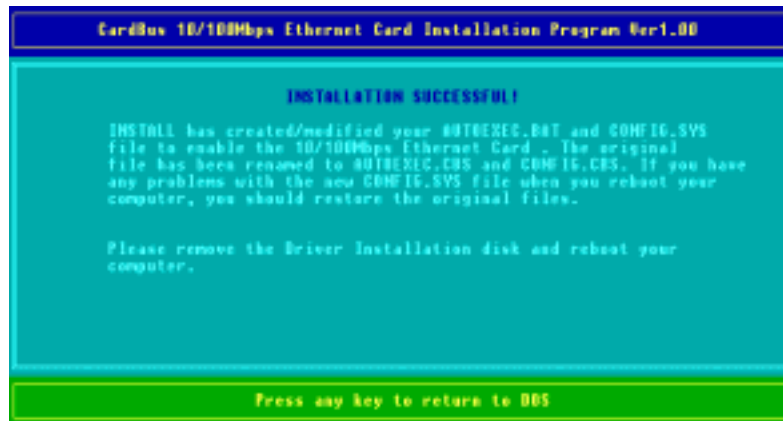 CardBus 10/100Mbps Ethernet Card Installation Program Ver1.00
INSTALLATION SUCCESSFUL!
INSTALL has created/modified your AUTOEXEC.BAT and CONFIG.SYS
file to enable the 10/100Mbps Ethernet Card . The original
file has been renamed to AUTOEXEC.CBS and CONFIG.CBS. If you have
any problems with the new CONFIG.SYS file when you reboot your
computer, you should restore the original files.
Please remove the Driver Installation disk and reboot your
computer.
Press any key to return to DOS